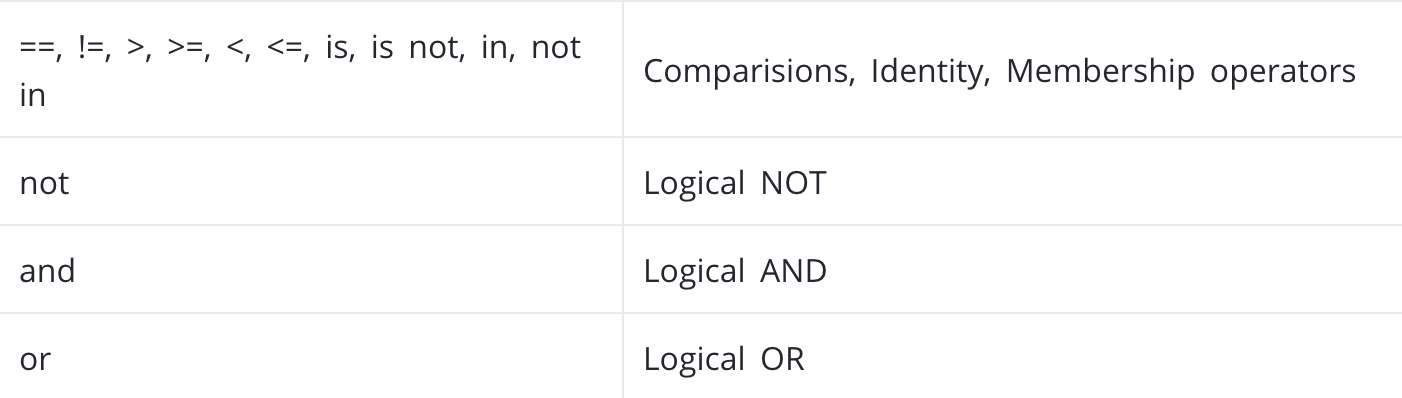 ==, !=, >, >=, <, <=, is, is not, in, not
in
Comparisions, Identity, Membership operators
not
Logical NOT
and
Logical AND
or
Logical OR